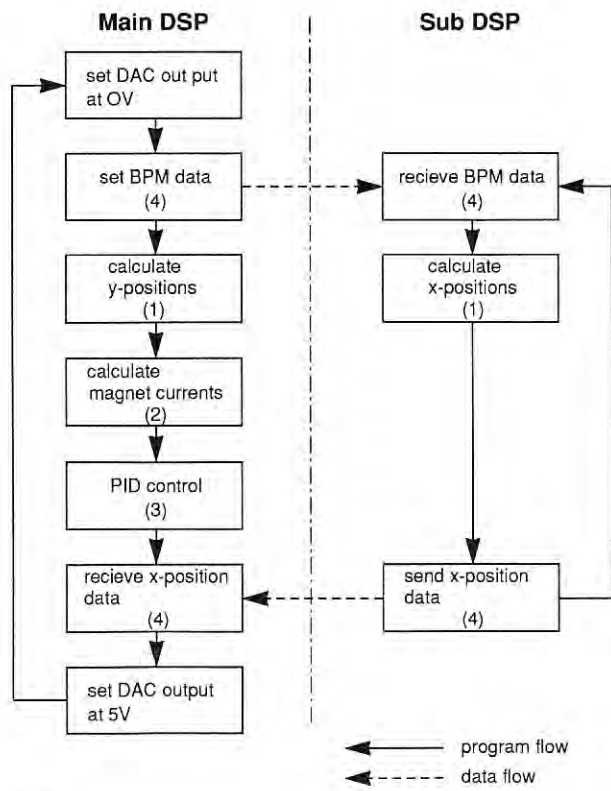 Main DSP
Sub DSP
set DAC out put
at OV
set BPM data
(4)
recieve BPM data
(4)
calculate
y-positions
(1)
calculate
x-positions
(1)
calculate
magnet currents
(2)
PID control
(3)
recieve x-position
data
(4)
send x-position
data
(4)
set DAC output
at 5V
program flow
data flow